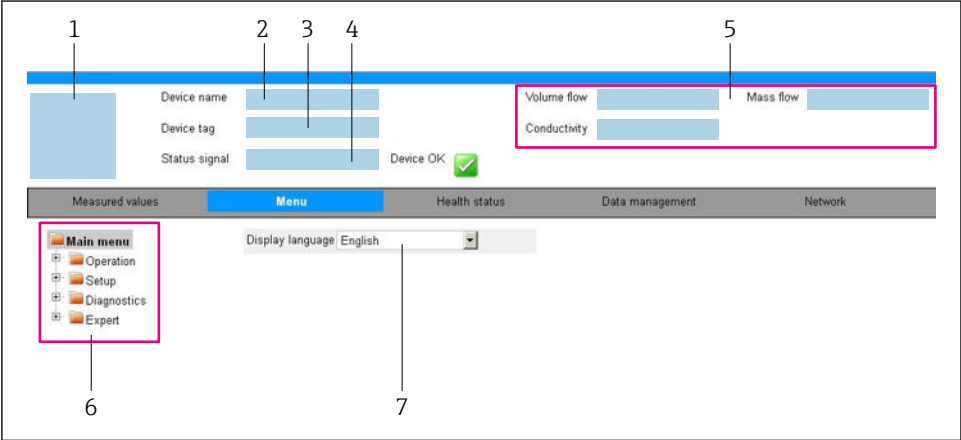 1 2 3 4 5
Device name Volume flow Mass flow
Device tag Conductivity
Status signal Device OK
Measured values Menu Health status Data management Network
Main menu Display language English
Operation
Setup
Diagnostics
Expert
6 7